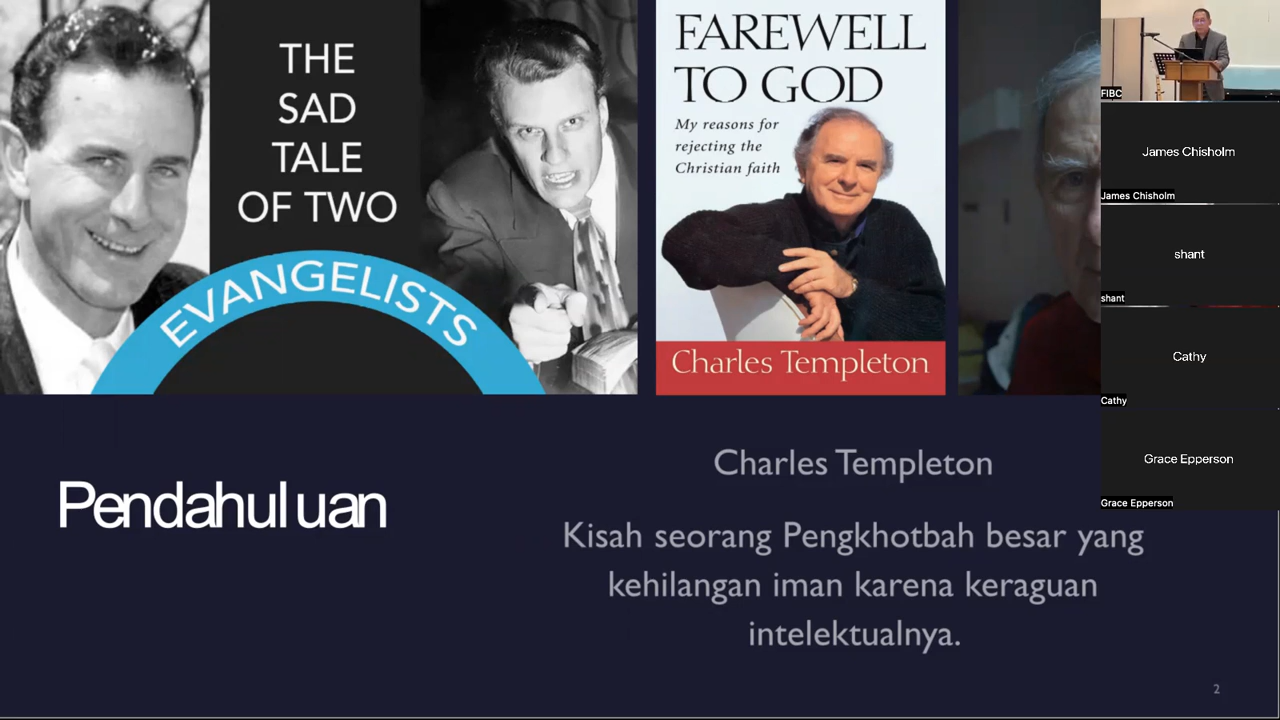 THE
SAD
TALE
OF TWO
EVANGELISTS
FAREWELL
TO GOD
My reasons for
rejecting the
Christian faith
Charles Templeton
Pendahuluan
Charles Templeton
Kisah seorang Pengkhotbah besar yang
kehilangan iman karena keraguan
intelektualnya.
2
FIBC
James Chisholm
James Chisholm
shant
shant
Cathy
Cathy
Grace Epperson
Grace Epperson